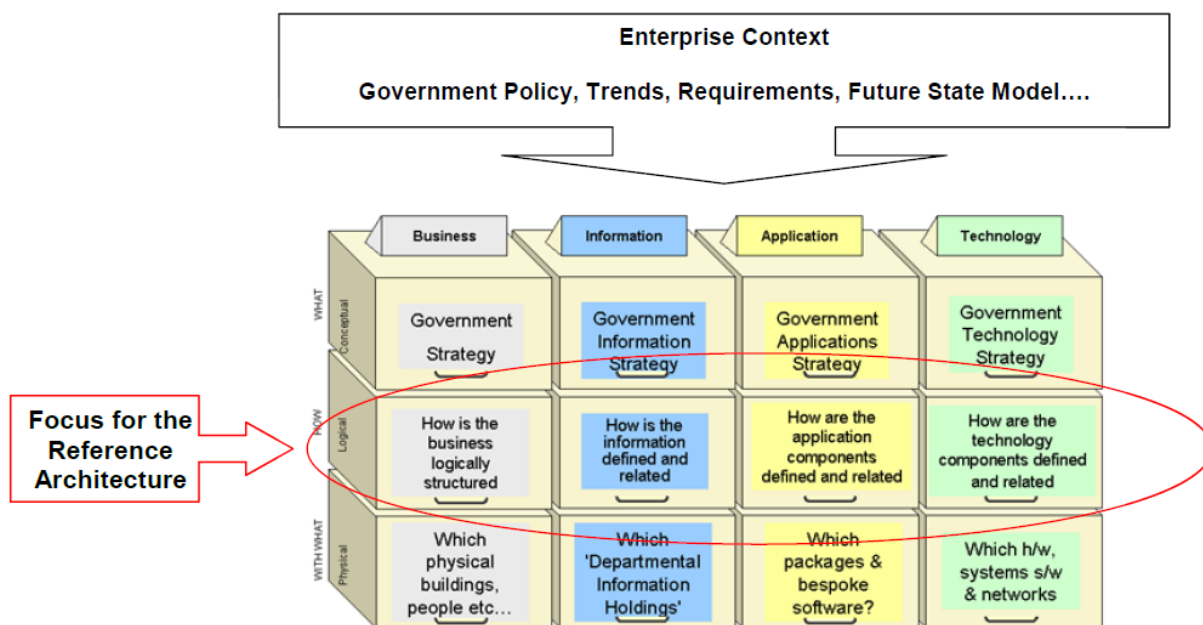 Enterprise Context
Government Policy, Trends, Requirements, Future State Model....
Business
Information
Application
Technology
WHAT
Conceptual
Government
Strategy
Government
Information
Strategy
Government
Applications
Strategy
Government
Technology
Strategy
Focus for the
Reference
Architecture
HOW
Logical
How is the
business
logically
structured
How is the
information
defined and
related
How are the
application
components
defined and related
How are the
technology
components defined
and related
WITH WHAT
Physical
Which
physical
buildings,
people etc...
Which
'Departmental
Information
Holdings'
Which
packages &
bespoke
software?
Which h/w,
systems s/w
& networks